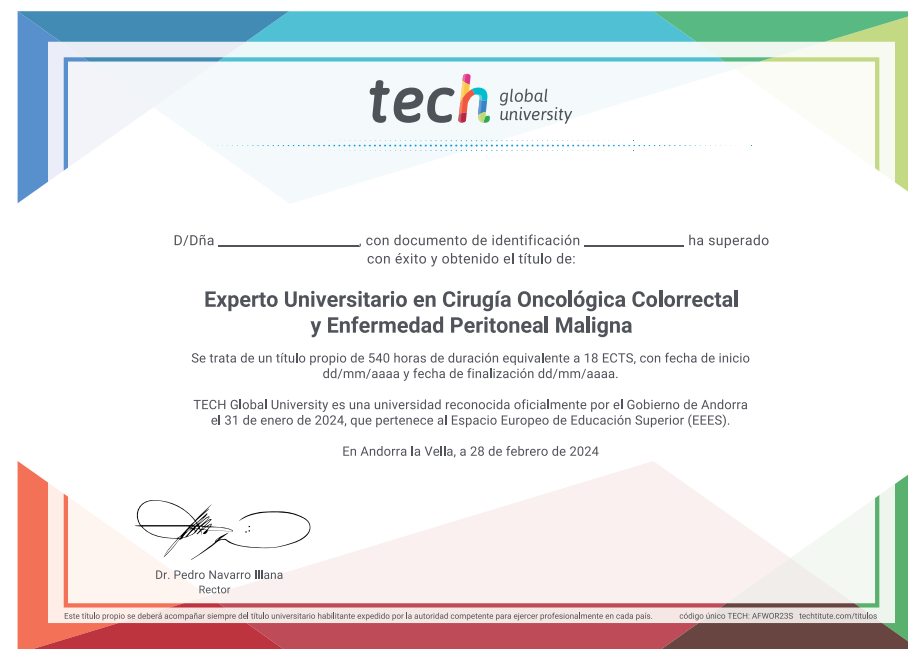 tech global
university
D/Dña ______________, con documento de identificación __________ ha superado
con éxito y obtenido el título de:
Experto Universitario en Cirugía Oncológica Colorrectal
y Enfermedad Peritoneal Maligna
Se trata de un título propio de 540 horas de duración equivalente a 18 ECTS, con fecha de inicio
dd/mm/aaaa y fecha de finalización dd/mm/aaaa.
TECH Global University es una universidad reconocida oficialmente por el Gobierno de Andorra
el 31 de enero de 2024, que pertenece al Espacio Europeo de Educación Superior (EEES).
En Andorra la Vella, a 28 de febrero de 2024
Dr. Pedro Navarro Illana
Rector
Este título propio se deberá acompañar siempre del título universitario habilitante expedido por la autoridad competente para ejercer profesionalmente en cada país. código único TECH: AFWOR23S techtitute.com/titulos